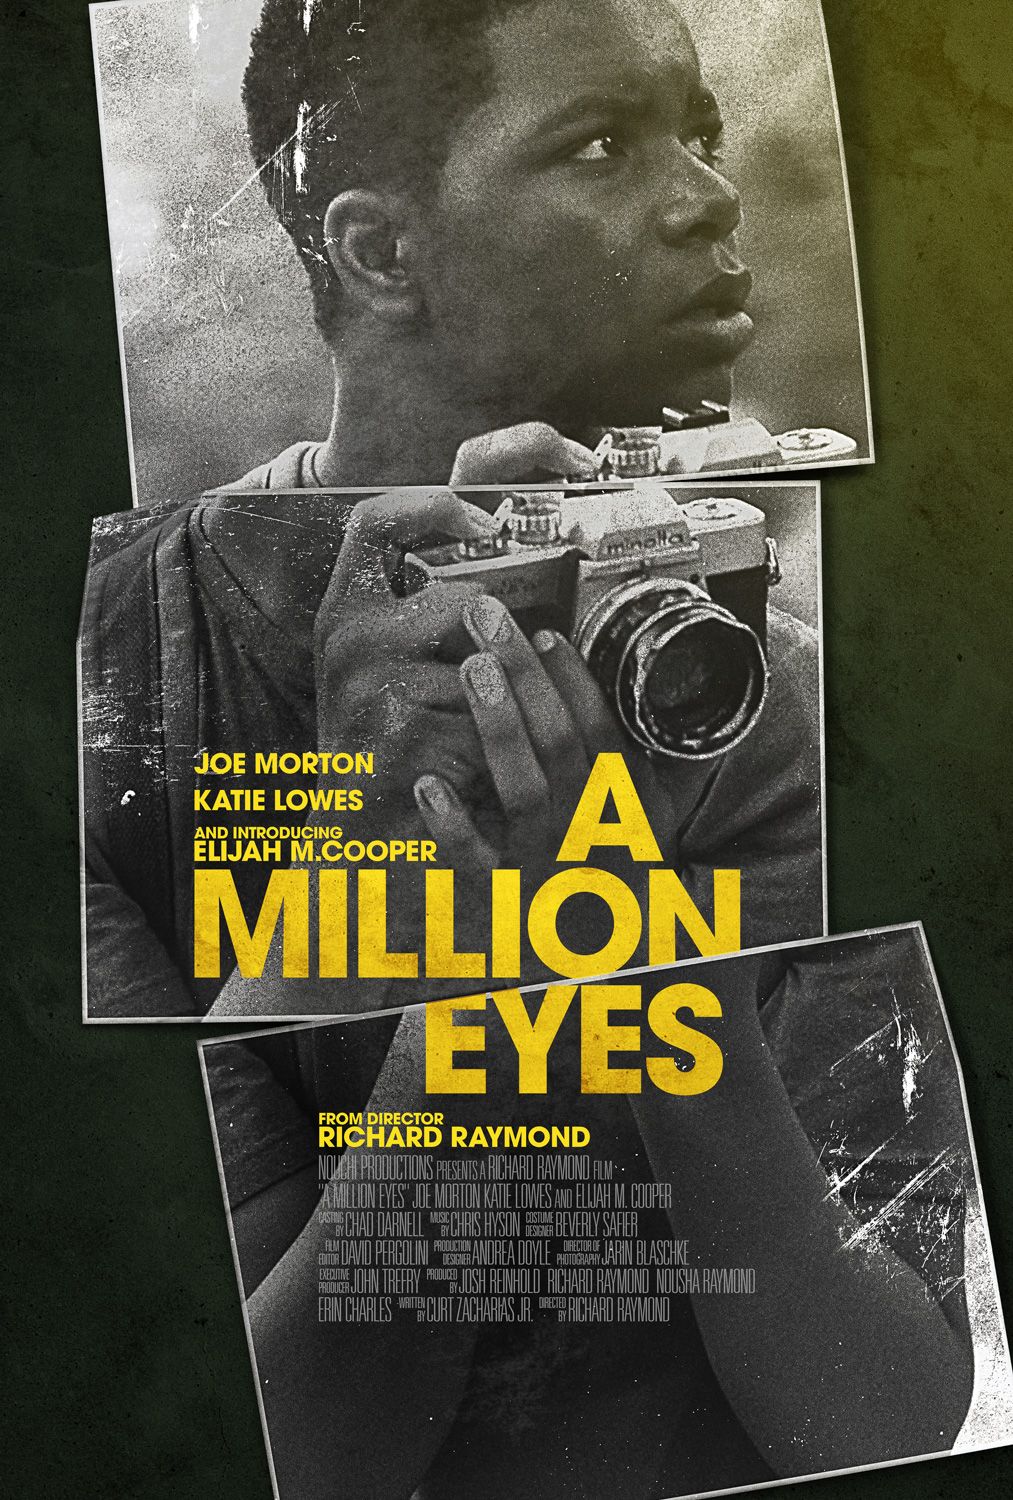 minolta
JOE MORTON
KATIE LOWES
AND INTRODUCING
ELIJAH M.COOPER
A
MILLION
EYES
FROM DIRECTOR
RICHARD RAYMOND
NOUCHI PRODUCTIONS PRESENTS A RICHARD RAYMOND FILM
"A MILLION EYES" JOE MORTON KATIE LOWES AND ELIJAH M. COOPER
CASTING BY CHAD DARNELL MUSIC BY CHRIS HYSON COSTUME DESIGNER BEVERLY SAFIER
FILM EDITOR DAVID PERGOLINI PRODUCTION DESIGNER ANDREA DOYLE DIRECTOR OF PHOTOGRAPHY JARIN BLASCHKE
EXECUTIVE PRODUCER JOHN TREFRY PRODUCED BY JOSH REINHOLD RICHARD RAYMOND NOUSHA RAYMOND
ERIN CHARLES WRITTEN BY CURT ZACHARIAS JR. DIRECTED BY RICHARD RAYMOND